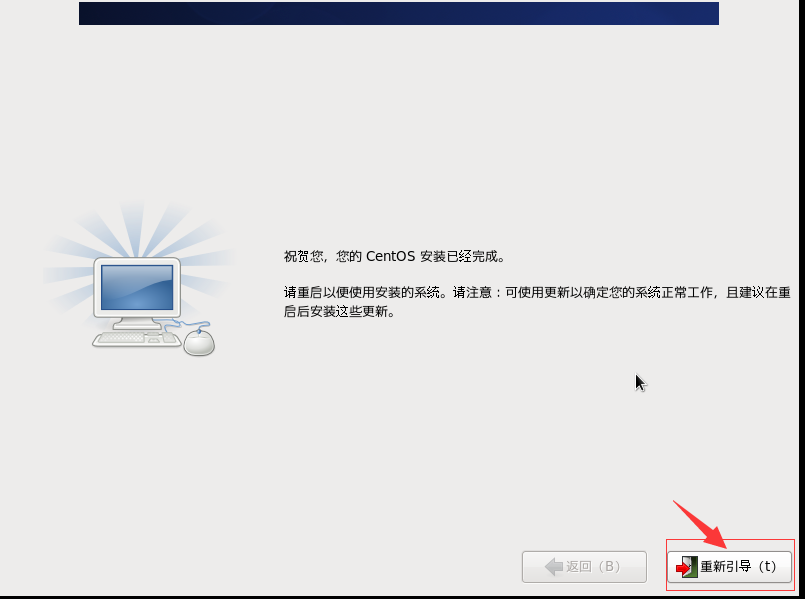 祝贺您，您的 CentOS 安装已经完成。
请重启以便使用安装的系统。请注意：可使用更新以确定您的系统正常工作，且建议在重
启后安装这些更新。
返回（B）
重新引导（t）